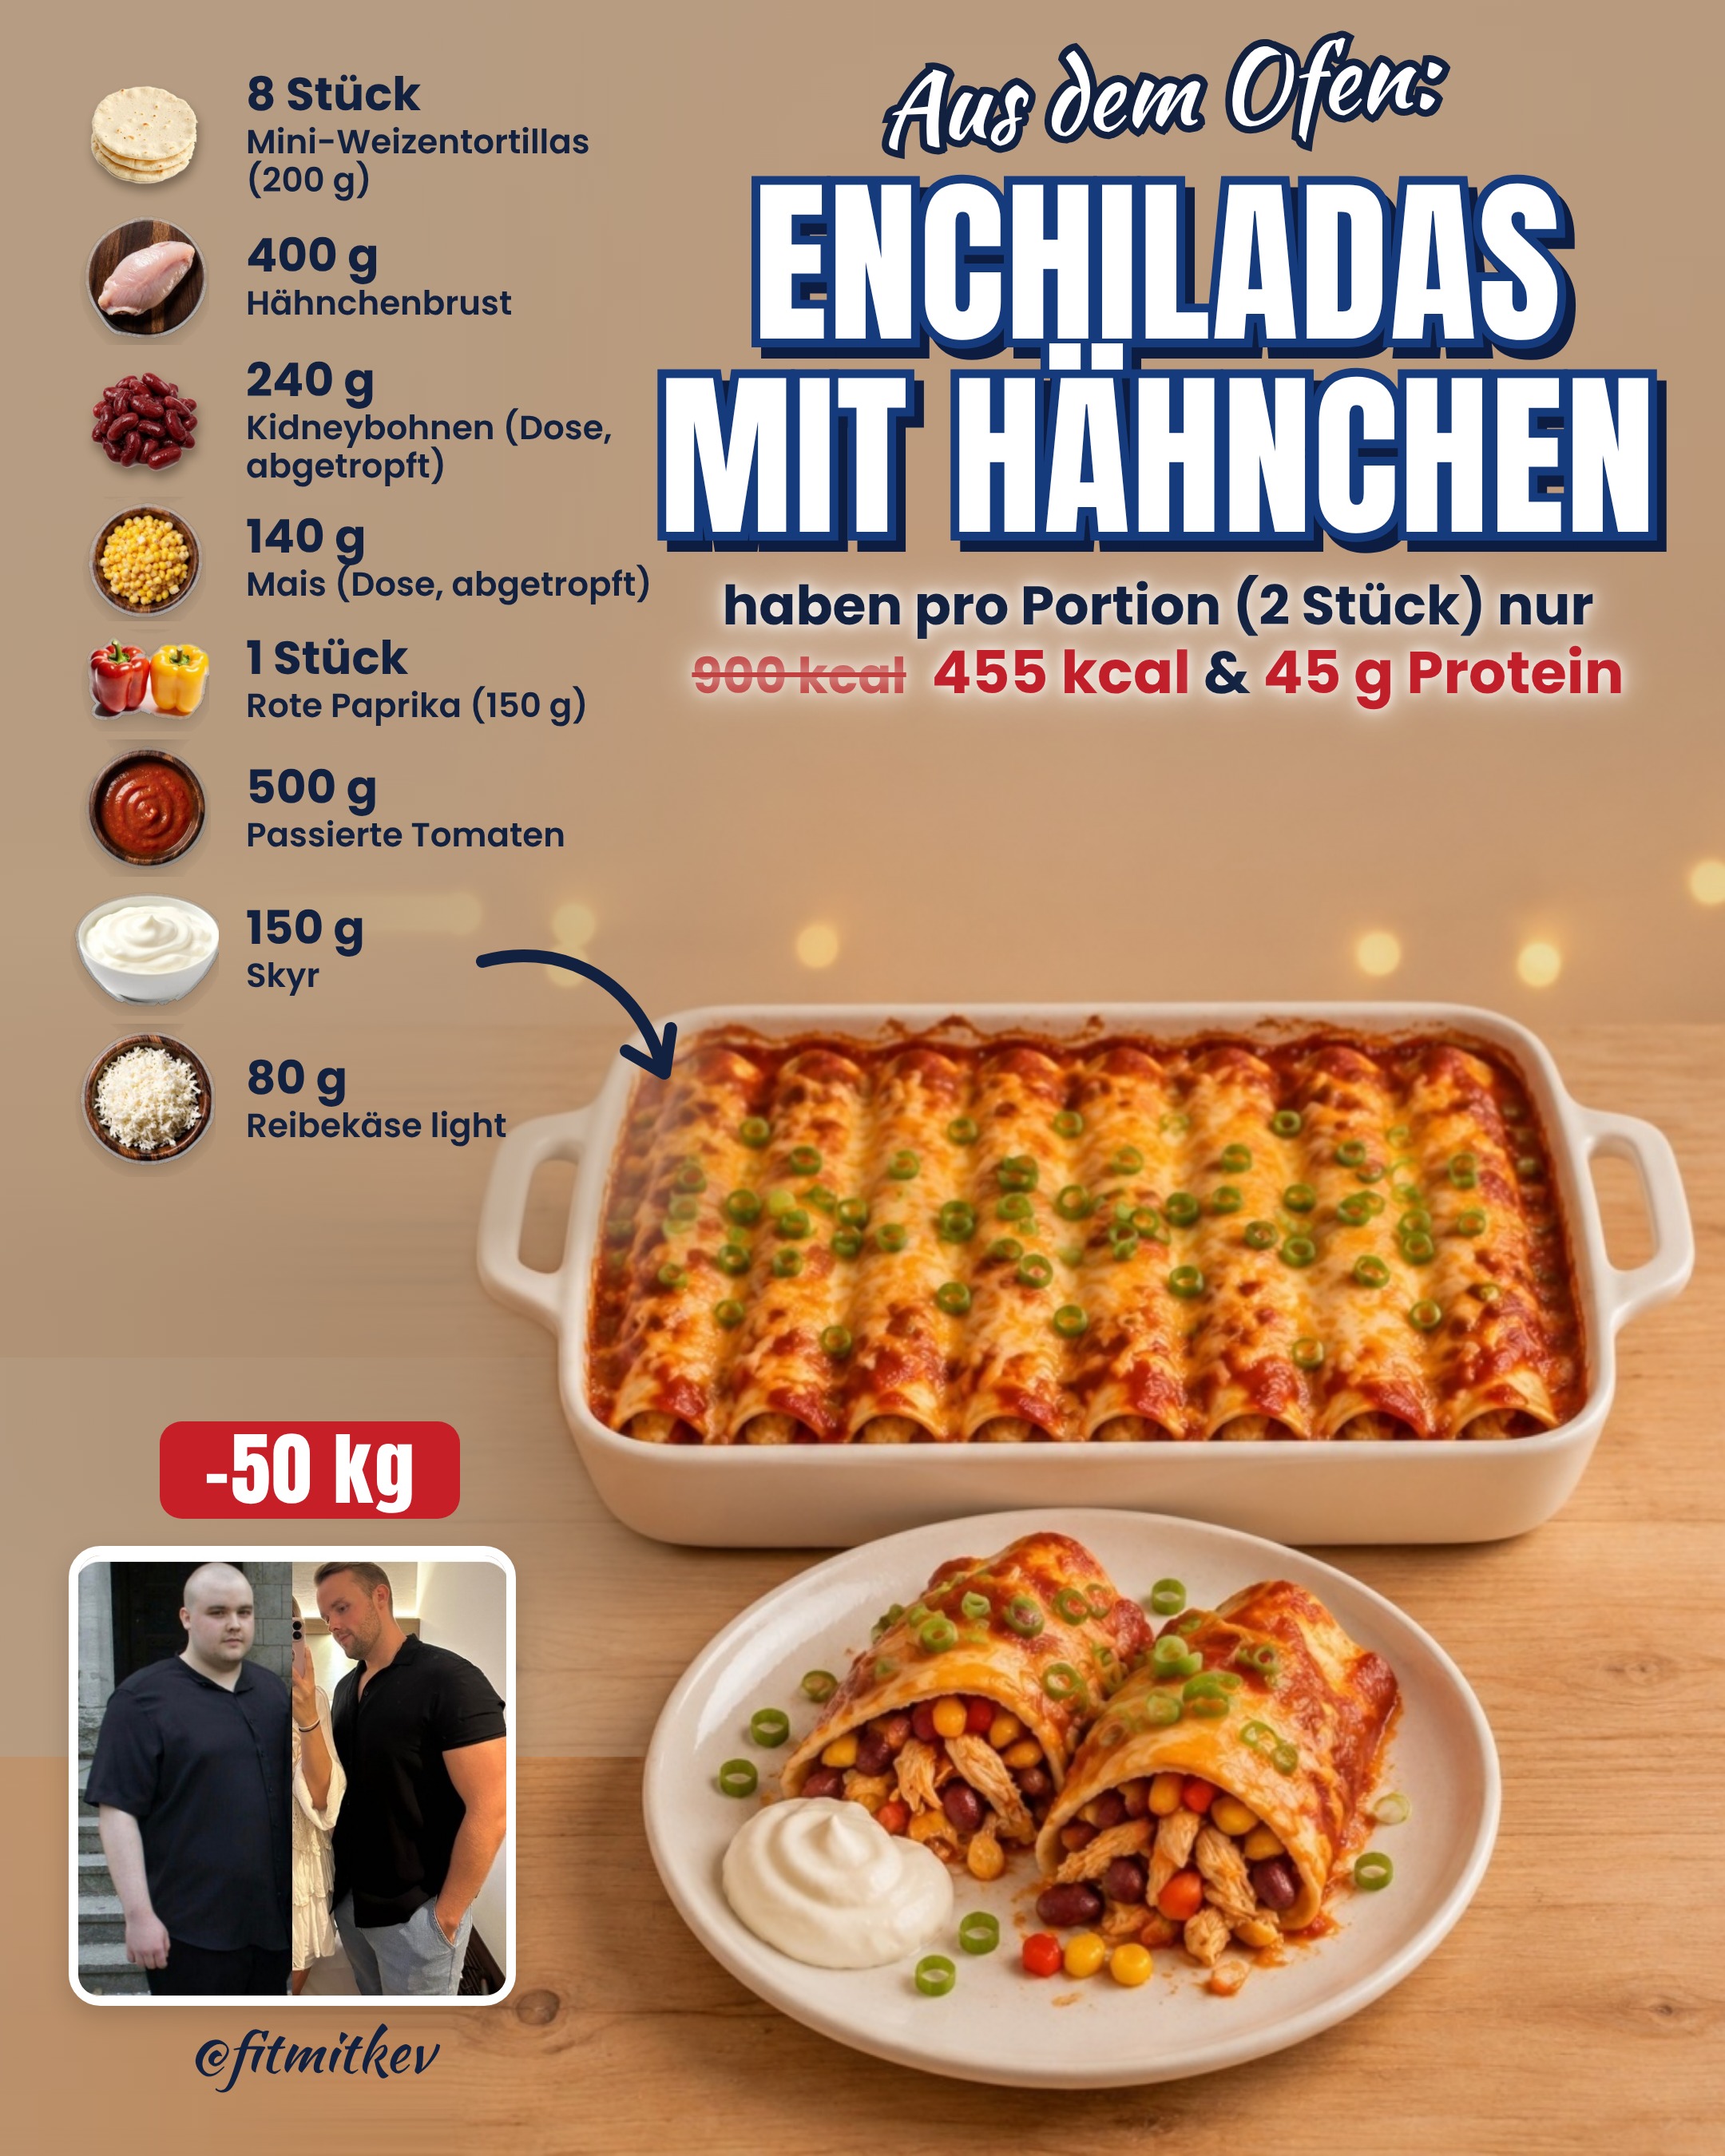 Aus dem Ofen:
ENCHILADAS
MIT HÄHNCHEN
haben pro Portion (2 Stück) nur
900 kcal 455 kcal & 45 g Protein
8 Stück
Mini-Weizentortillas
(200 g)
400 g
Hähnchenbrust
240 g
Kidneybohnen (Dose,
abgetropft)
140 g
Mais (Dose, abgetropft)
1 Stück
Rote Paprika (150 g)
500 g
Passierte Tomaten
150 g
Skyr
80 g
Reibekäse light
-50 kg
@fitmitkev